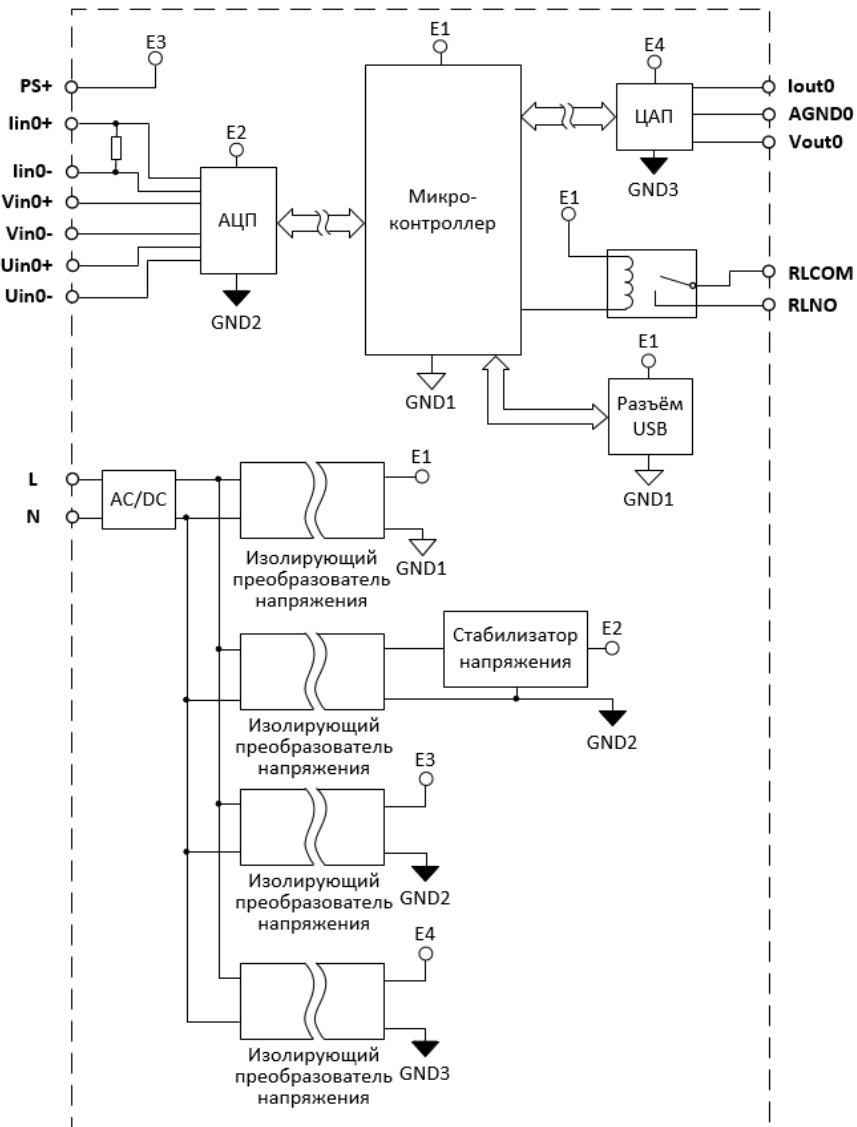 E3
E1
E4
PS+
Iout0
Iin0+
E2
ЦАП
AGND0
Vout0
Iin0-
GND3
Vin0+
Микро-
контроллер
E1
АЦП
Vin0-
Uin0+
RLCOM
Uin0-
RLNO
GND2
E1
GND1
Разъём
USB
GND1
L
AC/DC
N
E1
GND1
Изолирующий
преобразователь
напряжения
Стабилизатор
напряжения
E2
GND2
Изолирующий
преобразователь
напряжения
E3
GND2
Изолирующий
преобразователь
напряжения
E4
GND3
Изолирующий
преобразователь
напряжения